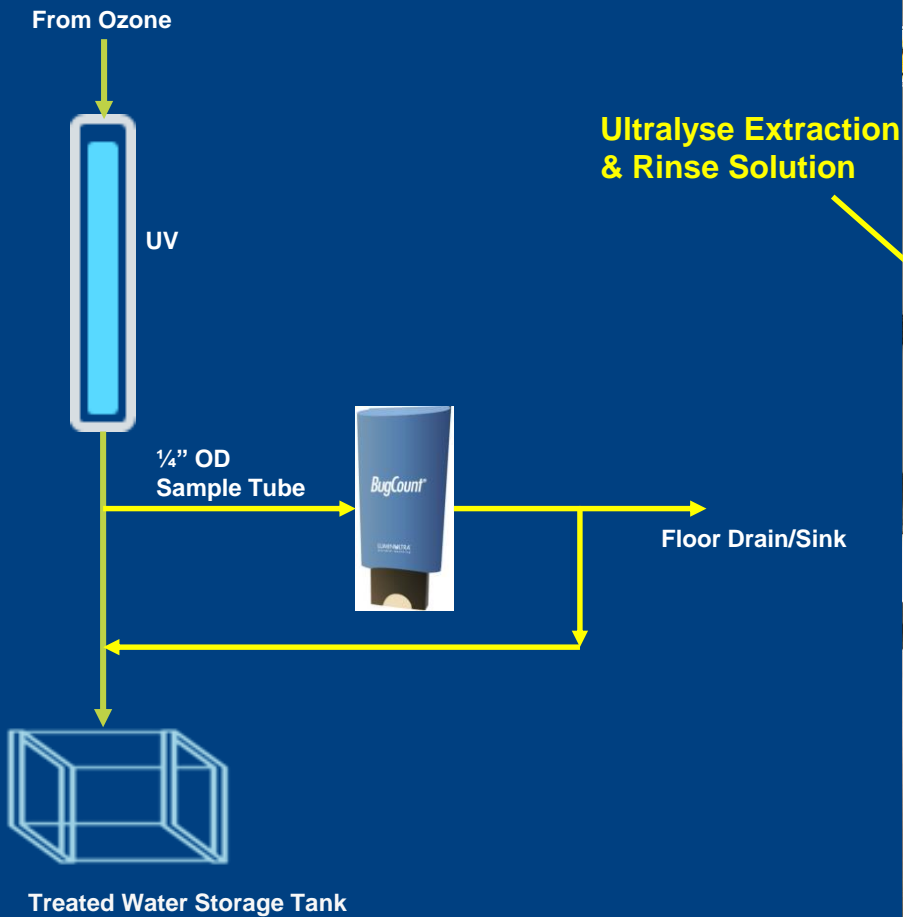 From Ozone
Ultralyse Extraction
& Rinse Solution
UV
¼” OD
Sample Tube
BugCount
Floor Drain/Sink
Treated Water Storage Tank